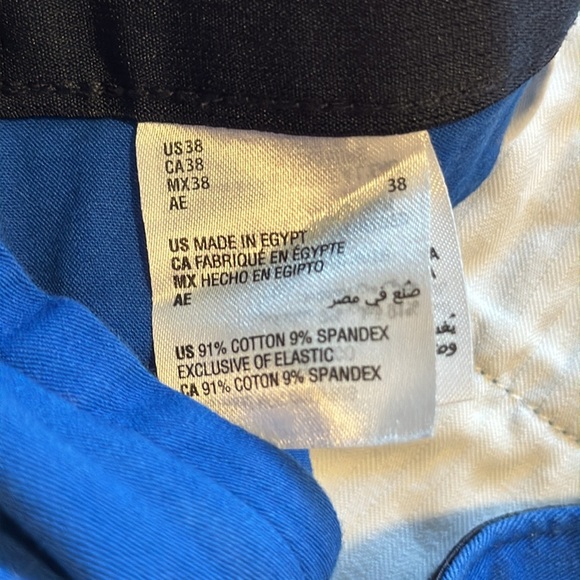 US38
CA38
MX38 38
AE
US MADE IN EGYPT
CA FABRIQUÉ EN ÉGYPTE
MX HECHO EN EGIPTO
AE صُنع في مصر
US 91% COTTON 9% SPANDEX
EXCLUSIVE OF ELASTIC
CA 91% COTON 9% SPANDEX